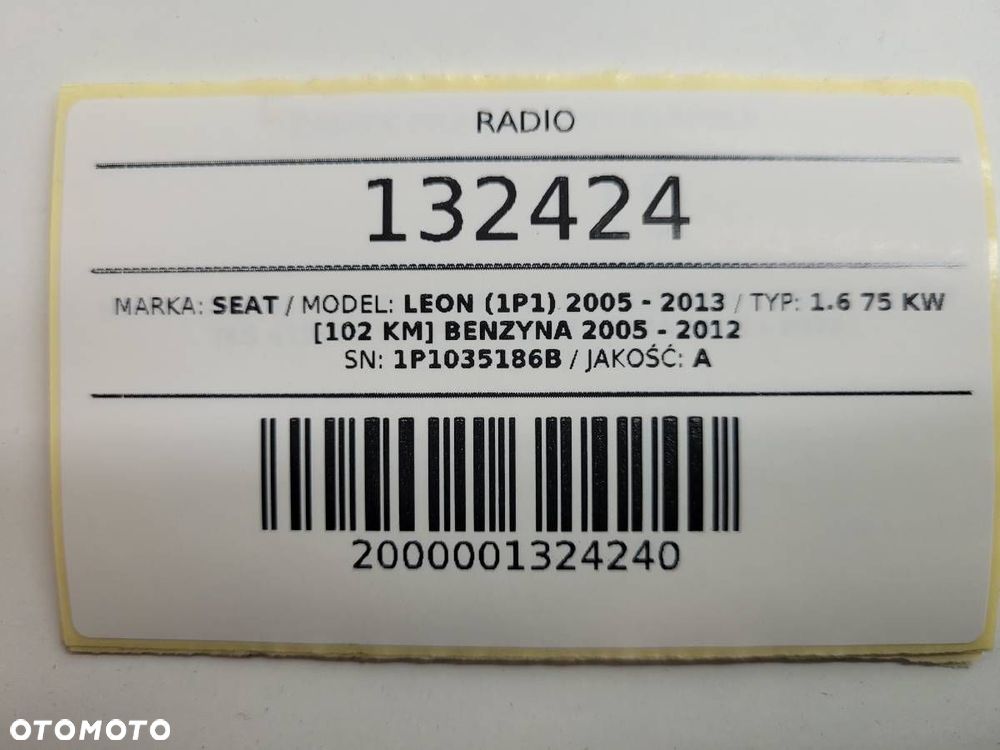 RADIO
132424
MARKA: SEAT / MODEL: LEON (1P1) 2005 - 2013 / TYP: 1.6 75 KW
[102 KM] BENZYNA 2005 - 2012
SN: 1P1035186B / JAKOŚĆ: A
2000001324240
OTOMOTO